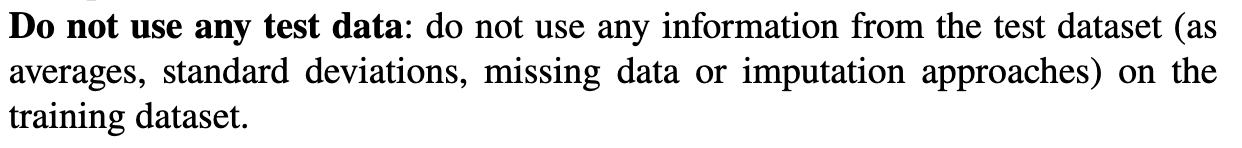 Do not use any test data: do not use any information from the test dataset (as
averages, standard deviations, missing data or imputation approaches) on the
training dataset.